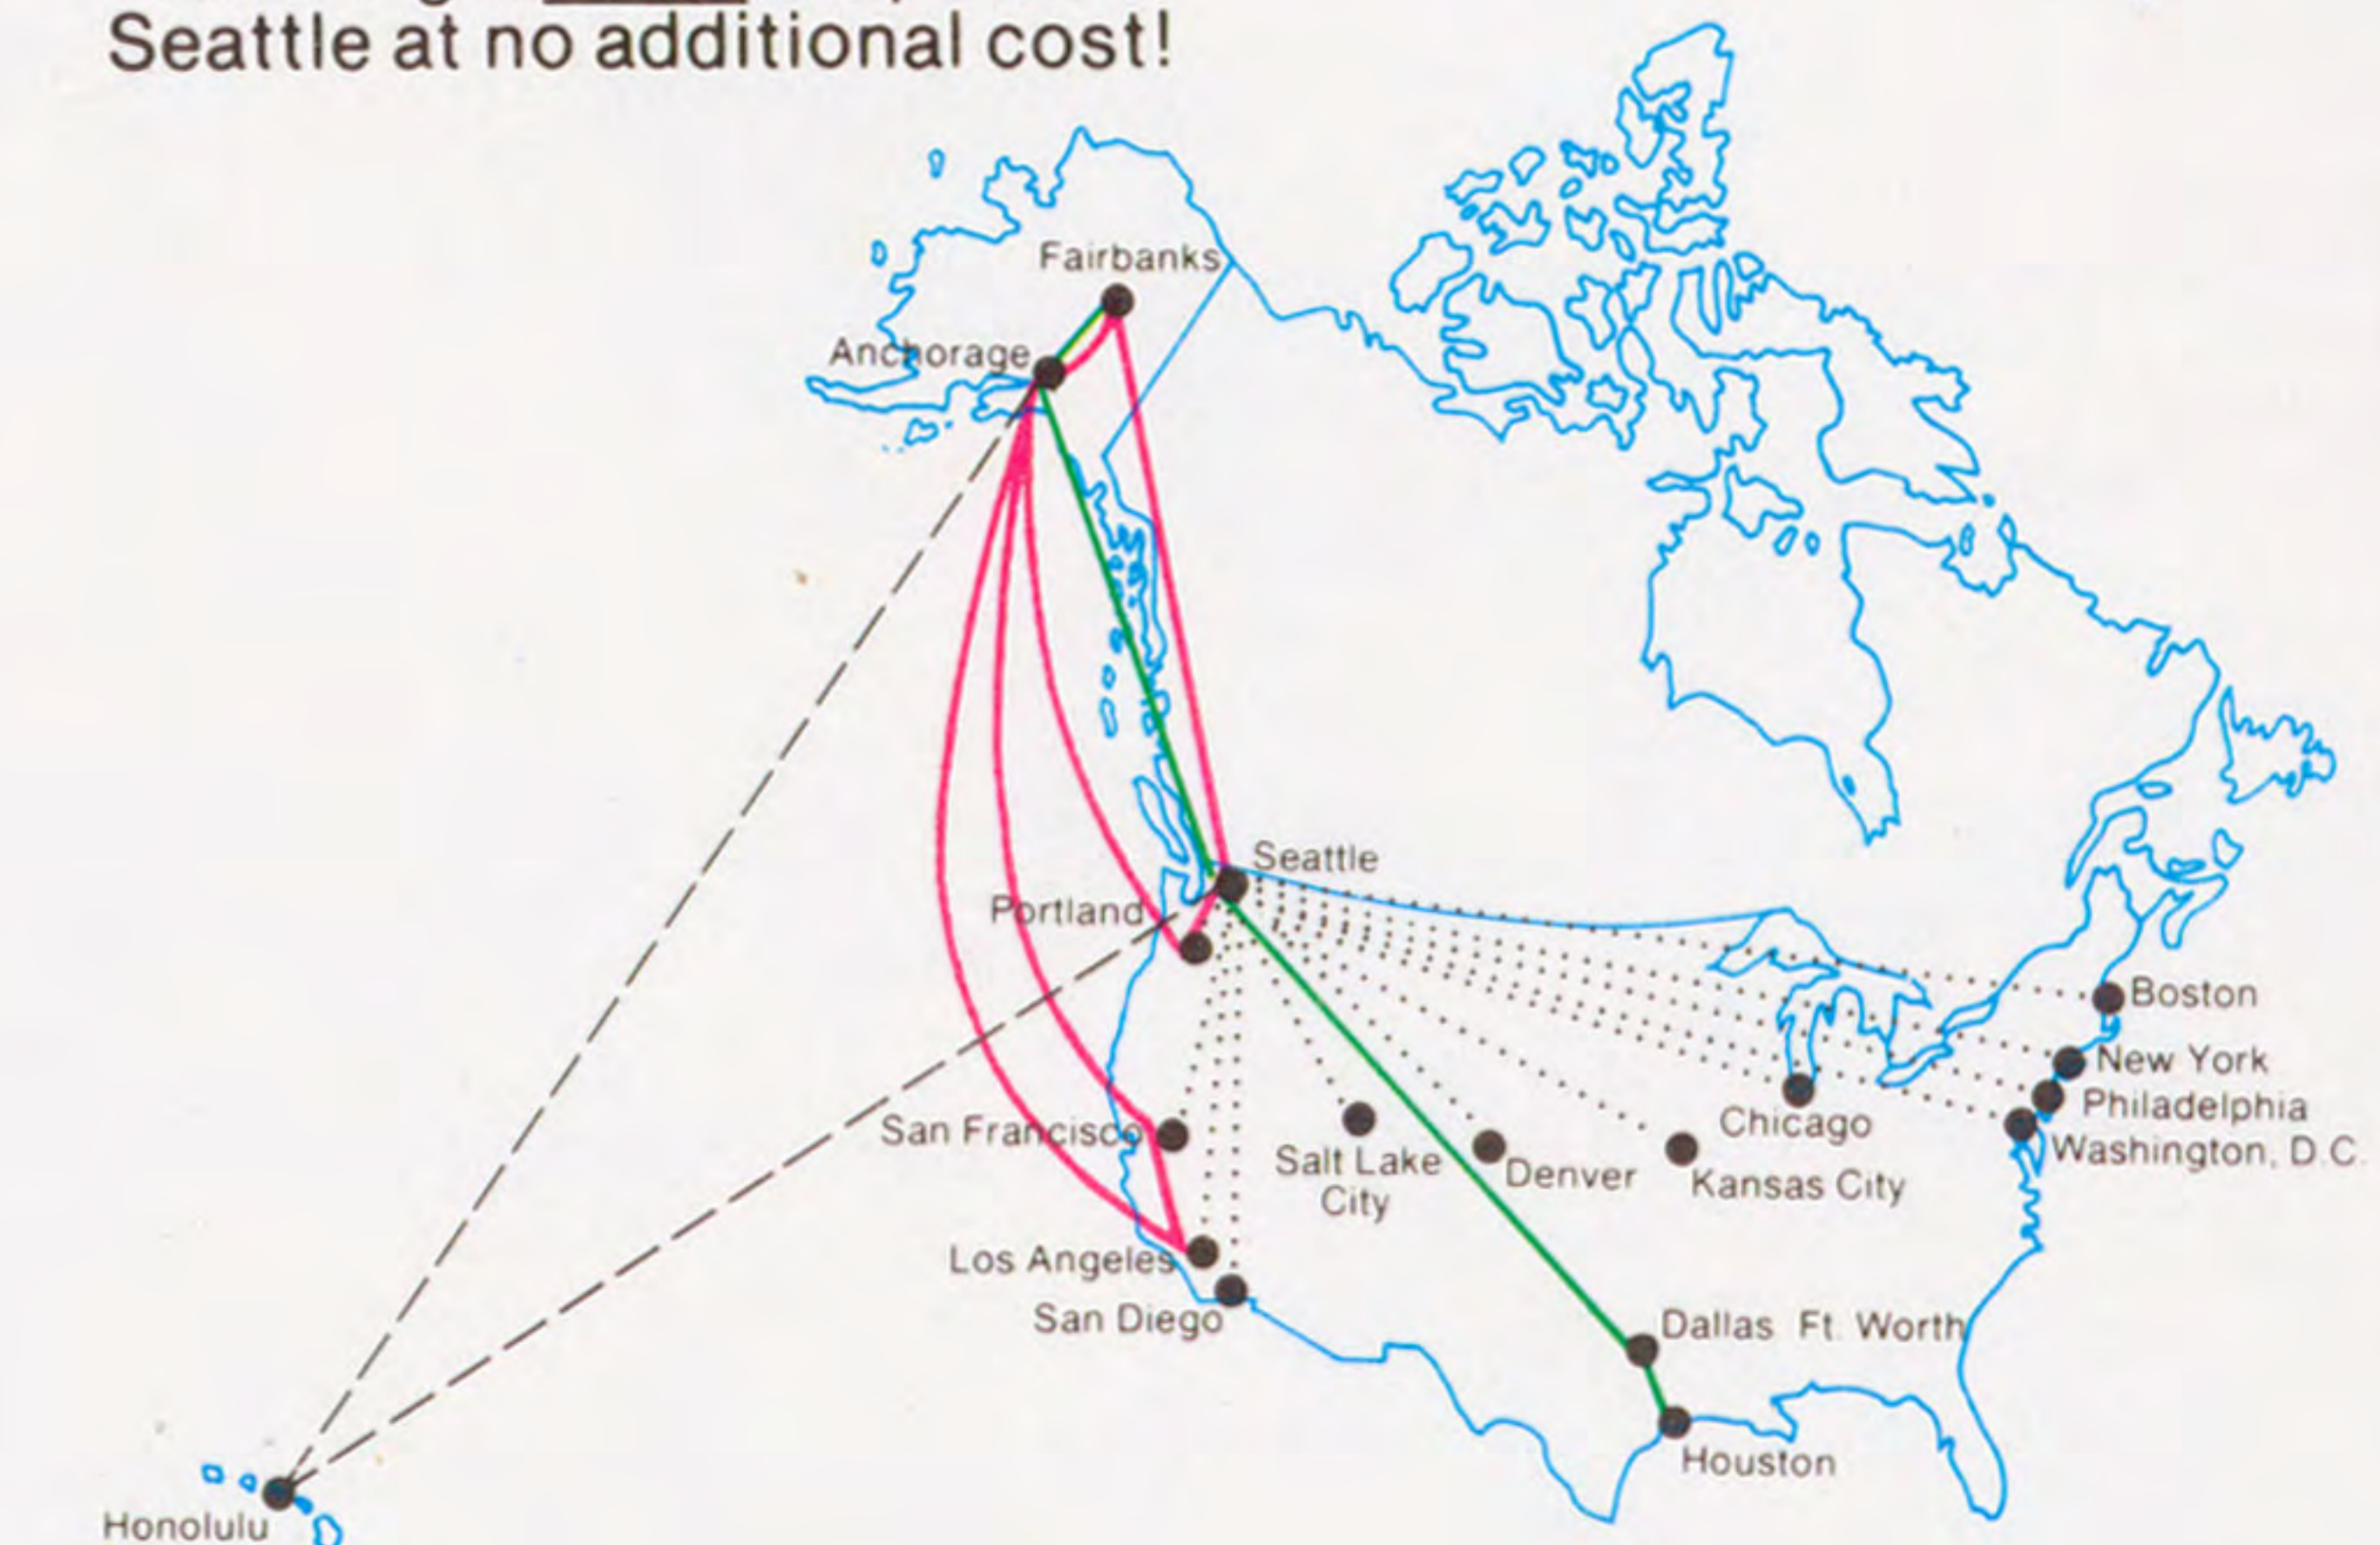 Seattle at no additional cost!
Fairbanks
Anchorage
Seattle
Portland
Boston
New York
Philadelphia
Washington, D.C.
Chicago
Kansas City
Denver
Salt Lake
City
San Francisco
Los Angeles
San Diego
Dallas Ft. Worth
Houston
Honolulu